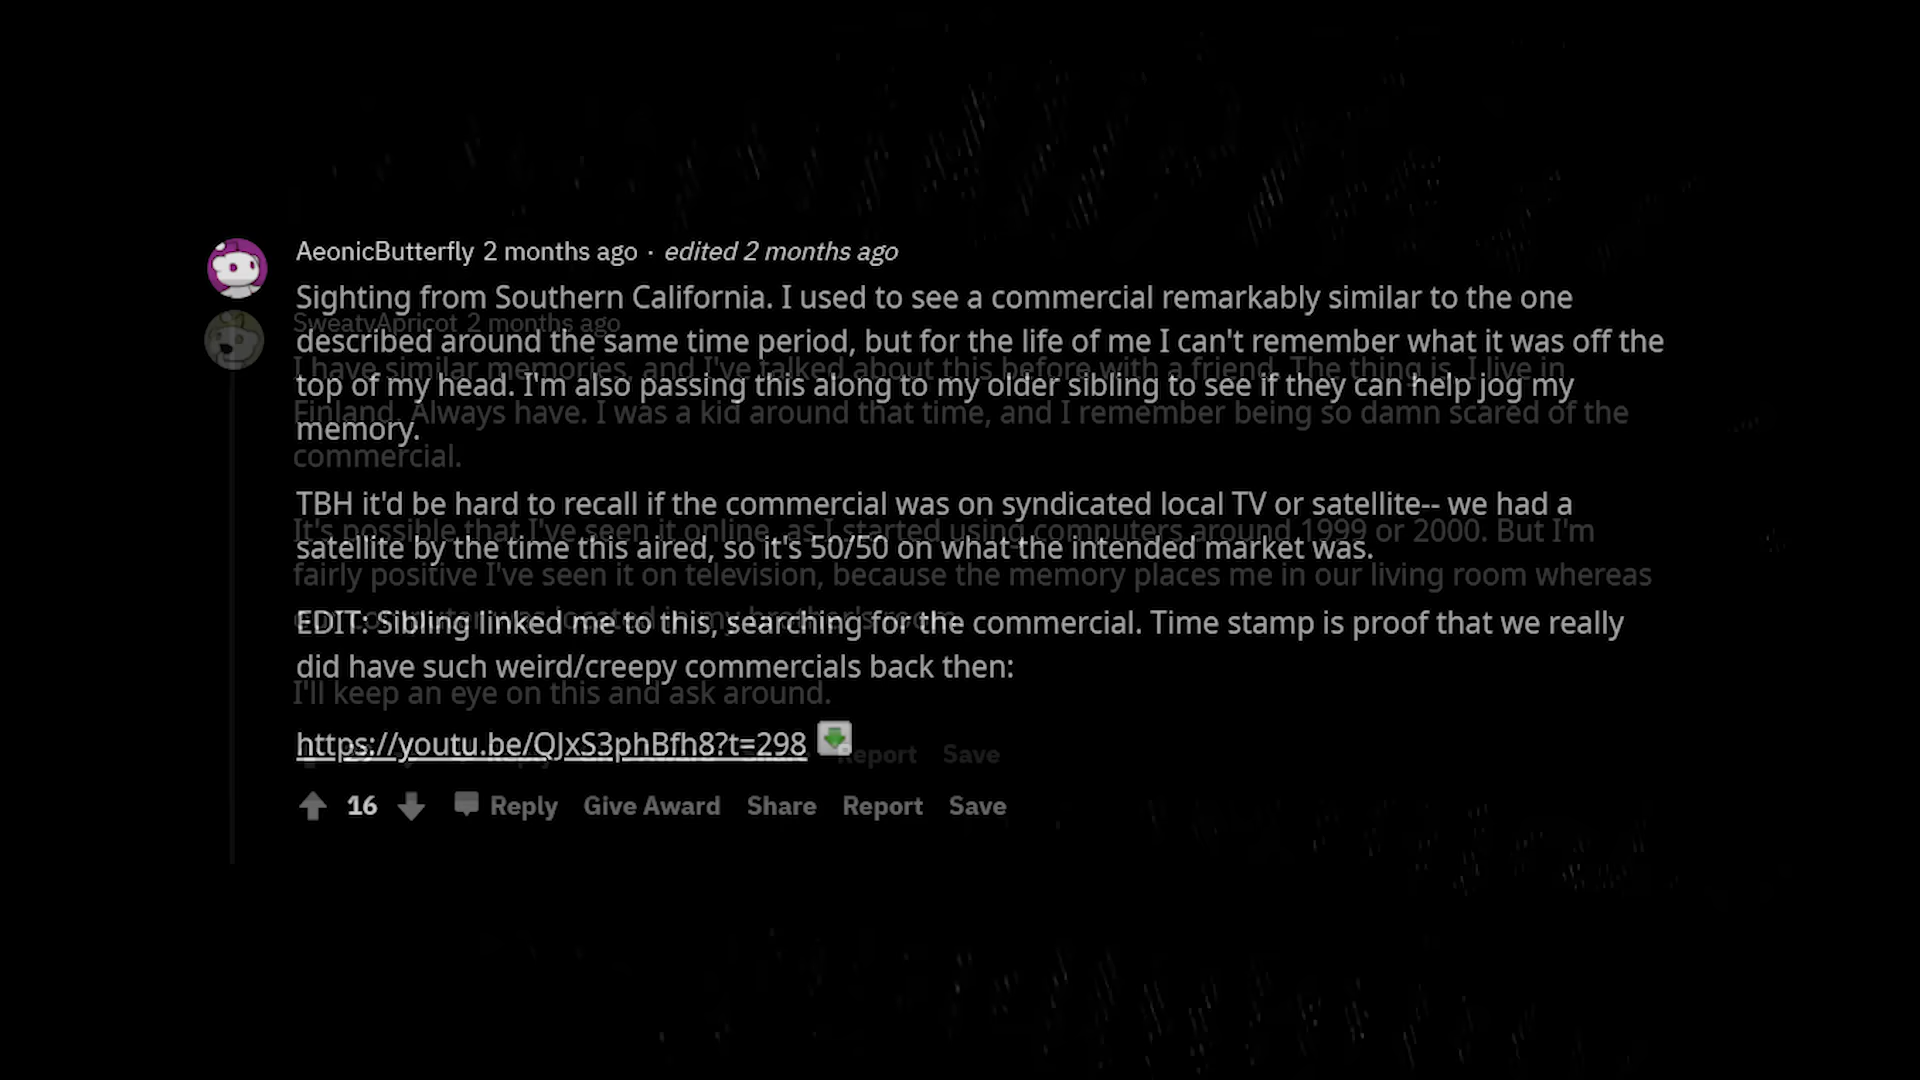 AeonicButterfly 2 months ago · edited 2 months ago
Sighting from Southern California. I used to see a commercial remarkably similar to the one
described around the same time period, but for the life of me I can't remember what it was off the
top of my head. I'm also passing this along to my older sibling to see if they can help jog my
memory.
TBH it'd be hard to recall if the commercial was on syndicated local TV or satellite-- we had a
satellite by the time this aired, so it's 50/50 on what the intended market was.
EDIT: Sibling linked me to this, searching for the commercial. Time stamp is proof that we really
did have such weird/creepy commercials back then:
https://youtu.be/QJxS3phBfh8?t=298
16 Reply Give Award Share Report Save
SweatyApricot 2 months ago
I have similar memories, and I've talked about this before with a friend. The thing is, I live in
Finland. Always have. I was a kid around that time, and I remember being so damn scared of the
commercial.
It's possible that I've seen it online, as I started using computers around 1999 or 2000. But I'm
fairly positive I've seen it on television, because the memory places me in our living room whereas
computer was located in my brother's room.
I'll keep an eye on this and ask around.
Reply Report Save